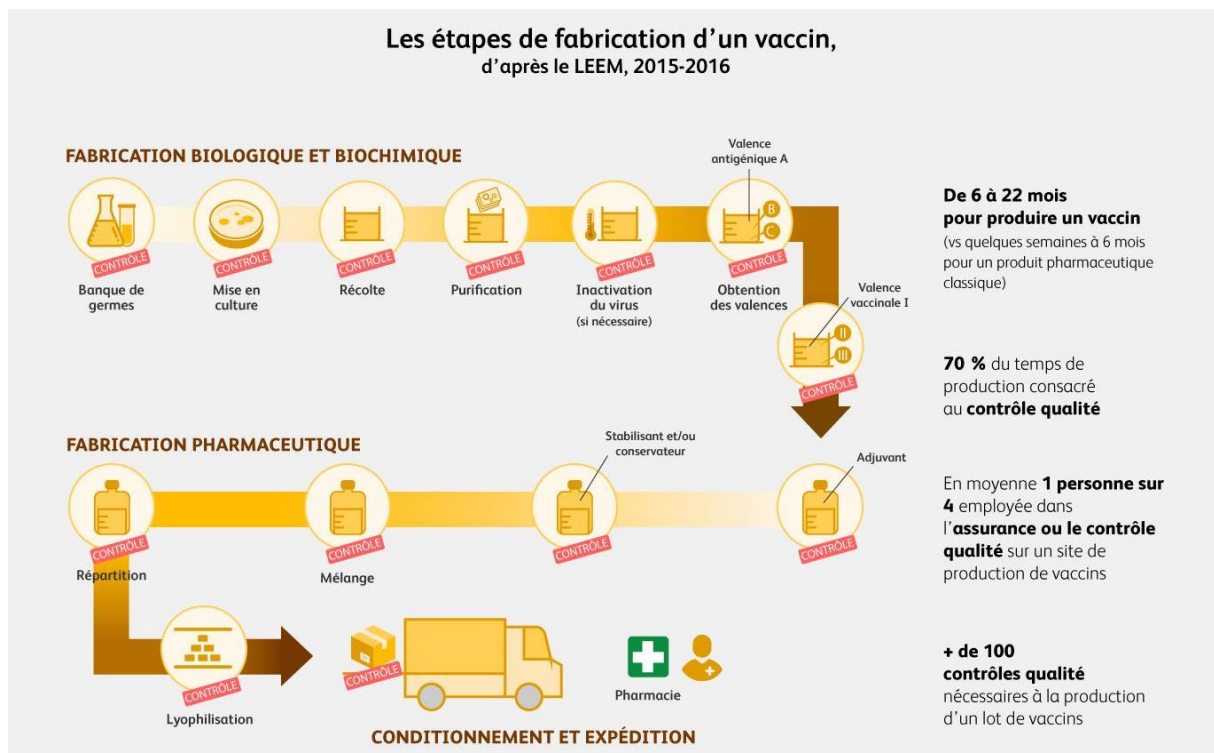 Les étapes de fabrication d'un vaccin,
d'après le LEEM, 2015-2016
FABRICATION BIOLOGIQUE ET BIOCHIMIQUE
Valence
antigénique A
B
C
CONTRÔLE
CONTRÔLE
CONTRÔLE
CONTRÔLE
CONTRÔLE
CONTRÔLE
Banque de
germes
Mise en
culture
Récolte
Purification
Inactivation
du virus
(si nécessaire)
Obtention
des valences
Valence
vaccinale I
II
III
CONTRÔLE
De 6 à 22 mois
pour produire un vaccin
(vs quelques semaines à 6 mois
pour un produit pharmaceutique
classique)
70 % du temps de
production consacré
au contrôle qualité
FABRICATION PHARMACEUTIQUE
Stabilisant et/ou
conservateur
Adjuvant
CONTRÔLE
CONTRÔLE
CONTRÔLE
CONTRÔLE
Répartition
Mélange
En moyenne 1 personne sur
4 employée dans
l'assurance ou le contrôle
qualité sur un site de
production de vaccins
CONTRÔLE
Lyophilisation
CONTRÔLE
Pharmacie
CONDITIONNEMENT ET EXPÉDITION
+ de 100
contrôles qualité
nécessaires à la production
d'un lot de vaccins